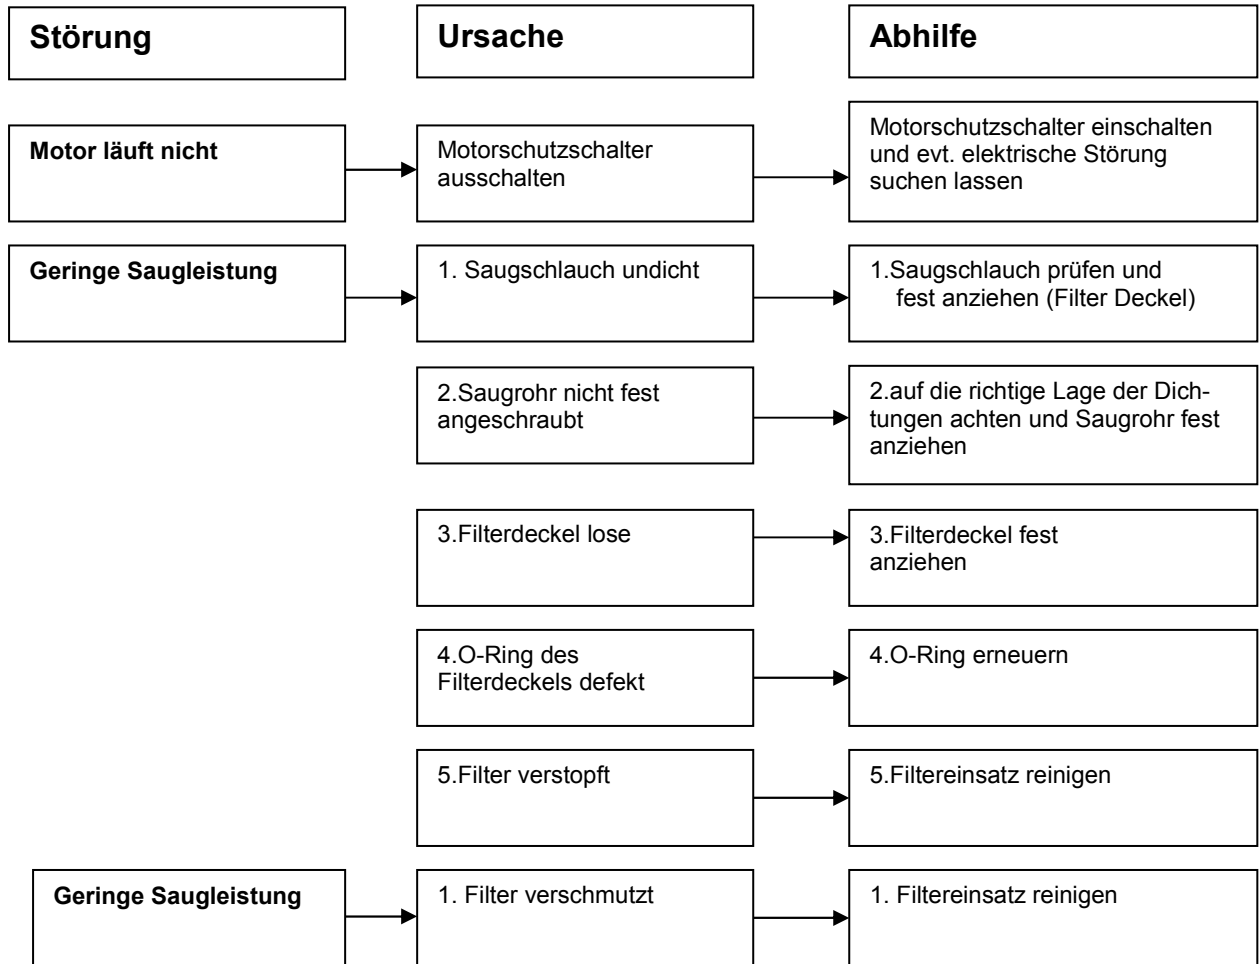 Störung
Ursache
Abhilfe
Motor läuft nicht
Motorschutzschalter
ausschalten
Motorschutzschalter einschalten
und evt. elektrische Störung
suchen lassen
Geringe Saugleistung
1. Saugschlauch undicht
1.Saugschlauch prüfen und
fest anziehen (Filter Deckel)
2.Saugrohr nicht fest
angeschraubt
2.auf die richtige Lage der Dich-
tungen achten und Saugrohr fest
anziehen
3.Filterdeckel lose
3.Filterdeckel fest
anziehen
4.O-Ring des
Filterdeckels defekt
4.O-Ring erneuern
5.Filter verstopft
5.Filtereinsatz reinigen
Geringe Saugleistung
1. Filter verschmutzt
1. Filtereinsatz reinigen